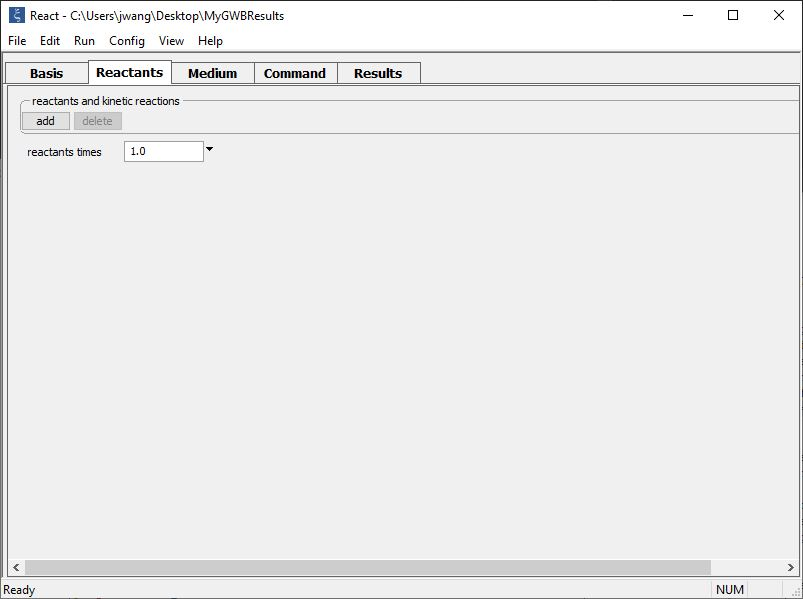 React - C:\Users\jwang\Desktop\MyGWBResults
File Edit Run Config View Help
Basis Reactants Medium Command Results
reactants and kinetic reactions
add delete
reactants times 1.0
Ready NUM